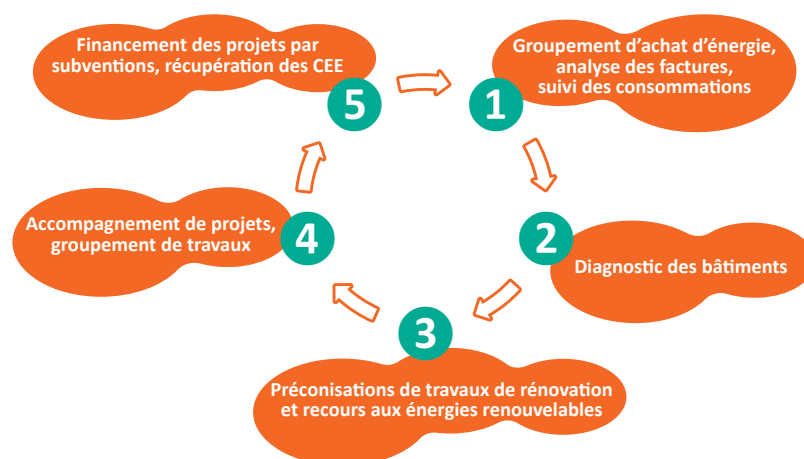 1
Groupement d’achat d’énergie,
analyse des factures,
suivi des consommations
2
Diagnostic des bâtiments
3
Préconisations de travaux de rénovation
et recours aux énergies renouvelables
4
Accompagnement de projets,
groupement de travaux
5
Financement des projets par
subventions, récupération des CEE